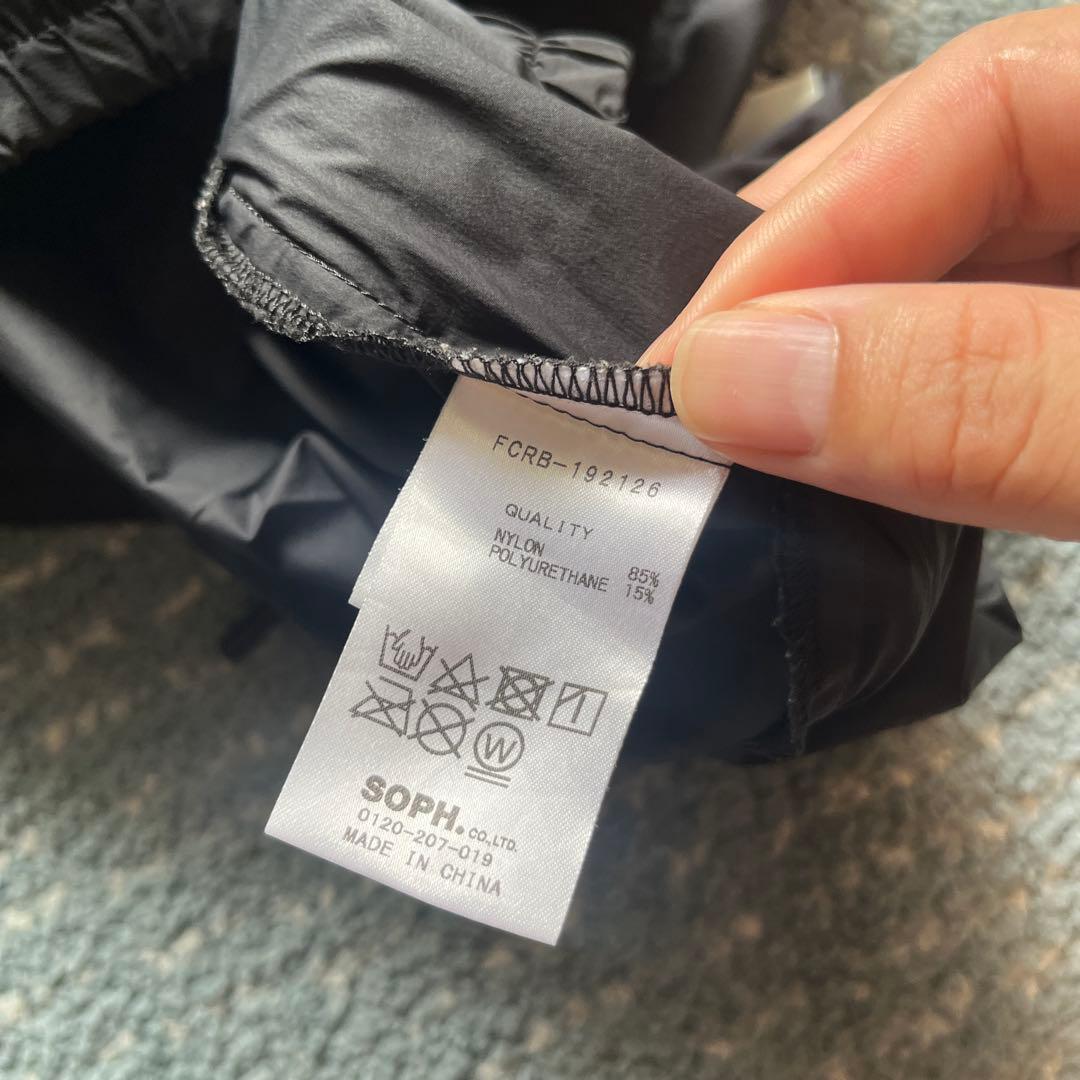 FCRB-192126
QUALITY
NYLON 85%
POLYURETHANE 15%
W
SOPH.CO.,LTD.
0120-207-019
MADE IN CHINA